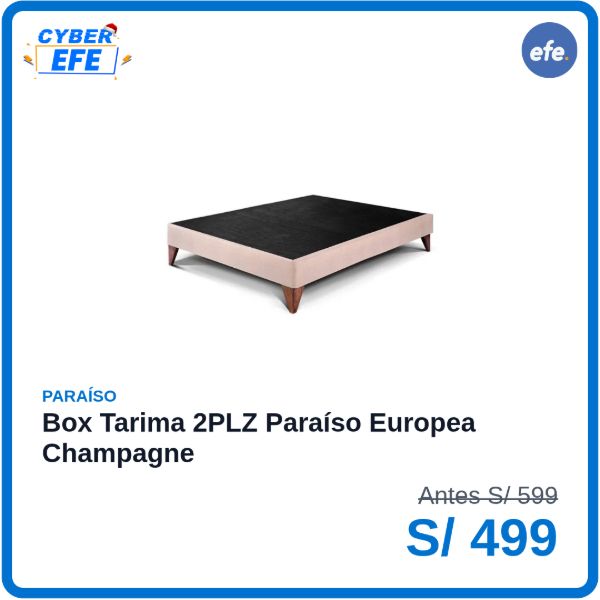 CYBER
EFE
efe.
PARAÍSO
Box Tarima 2PLZ Paraíso Europea
Champagne
Antes S/ 599
S/ 499